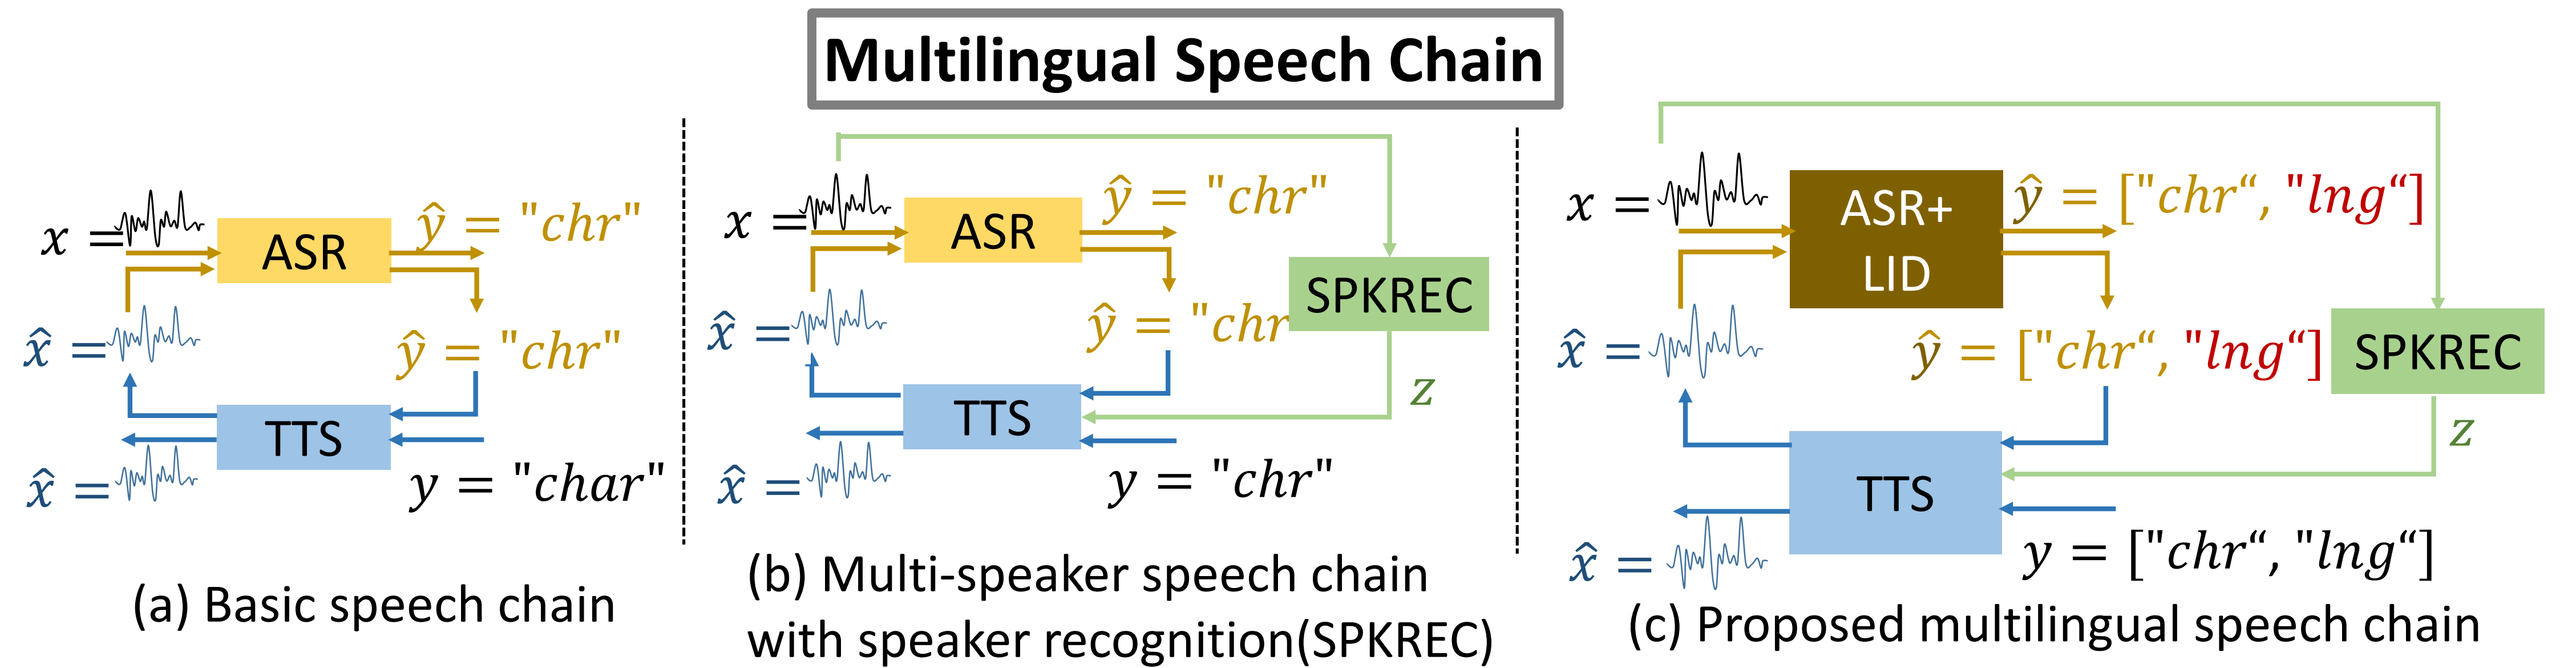 Multilingual Speech Chain
x =
ASR
ŷ = "chr"
x̂ =
ŷ = "chr"
TTS
x̂ =
y = "char"
(a) Basic speech chain
x =
ASR
ŷ = "chr"
SPKREC
x̂ =
ŷ = "chr
z
TTS
x̂ =
y = "chr"
(b) Multi-speaker speech chain
with speaker recognition(SPKREC)
x =
ASR+
LID
ŷ = ["chr“, "lng“]
x̂ =
ŷ = ["chr“, "lng“]
SPKREC
z
TTS
x̂ =
y = ["chr“, "lng“]
(c) Proposed multilingual speech chain